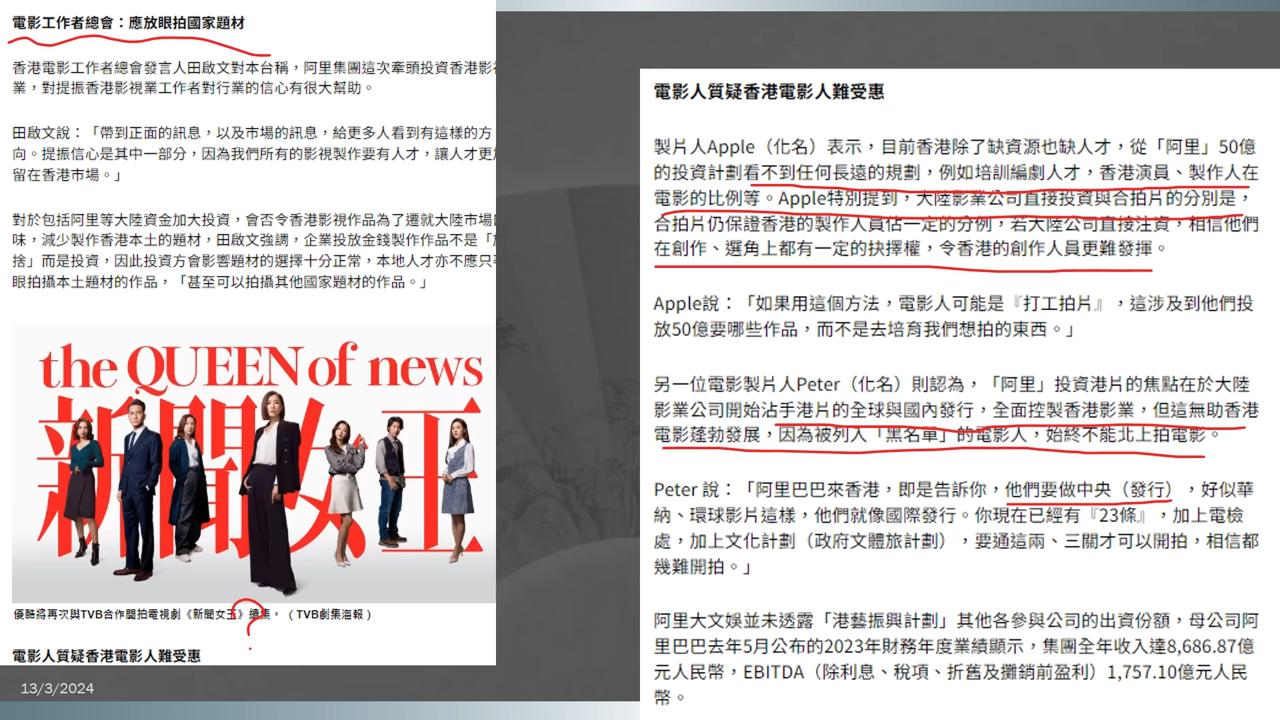 電影工作者總會：應放眼拍國家題材
香港電影工作者總會發言人田啟文對本台稱，阿里集團這次牽頭投資香港影視
業，對提振香港影視業工作者對行業的信心有很大幫助。
田啟文說：「帶到正面的訊息，以及市場的訊息，給更多人看到有這樣的方
向。提振信心是其中一部分，因為我們所有的影視製作要有人才，讓人才更加
留在香港市場。」
對於包括阿里等大陸資金加大投資，會否令香港影視作品為了遷就大陸市場口
味，減少製作香港本土的題材，田啟文強調，企業投放金錢製作作品不是「施
捨」而是投資，因此投資方會影響題材的選擇十分正常，本地人才亦不應只
眼拍攝本土題材的作品，「甚至可以拍攝其他國家題材的作品。」
the QUEEN of news
新聞女王
優酷將再次與TVB合作開拍電視劇《新聞女王》續集。（TVB劇集海報）
?
電影人質疑香港電影人難受惠
13/3/2024
電影人質疑香港電影人難受惠
製片人Apple（化名）表示，目前香港除了缺資源也缺人才，從「阿里」50億
的投資計劃看不到任何長遠的規劃，例如培訓編劇人才，香港演員、製作人在
電影的比例等。Apple特別提到，大陸影業公司直接投資與合拍片的分別是，
合拍片仍保證香港的製作人員佔一定的分例，若大陸公司直接注資，相信他們
在創作、選角上都有一定的抉擇權，令香港的創作人員更難發揮。
Apple說：「如果用這個方法，電影人可能是『打工拍片』，這涉及到他們投
放50億要哪些作品，而不是去培育我們想拍的東西。」
另一位電影製片人Peter（化名）則認為，「阿里」投資港片的焦點在於大陸
影業公司開始沾手港片的全球與國內發行，全面控製香港影業，但這無助香港
電影蓬勃發展，因為被列入「黑名單」的電影人，始終不能北上拍電影。
Peter 說：「阿里巴巴來香港，即是告訴你，他們要做中央（發行），好似華
納、環球影片這樣，他們就像國際發行。你現在已經有『23條』，加上電檢
處，加上文化計劃（政府文體旅計劃），要通這兩、三關才可以開拍，相信都
幾難開拍。」
阿里大文娛並未透露「港藝振興計劃」其他各參與公司的出資份額，母公司阿
里巴巴去年5月公布的2023年財務年度業績顯示，集團全年收入達8,686.87億
元人民幣，EBITDA（除利息、稅項、折舊及攤銷前盈利）1,757.10億元人民
幣。